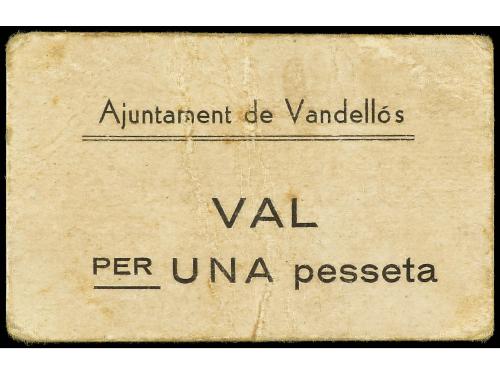 Ajuntament de Vandellós
VAL
PER UNA pesseta